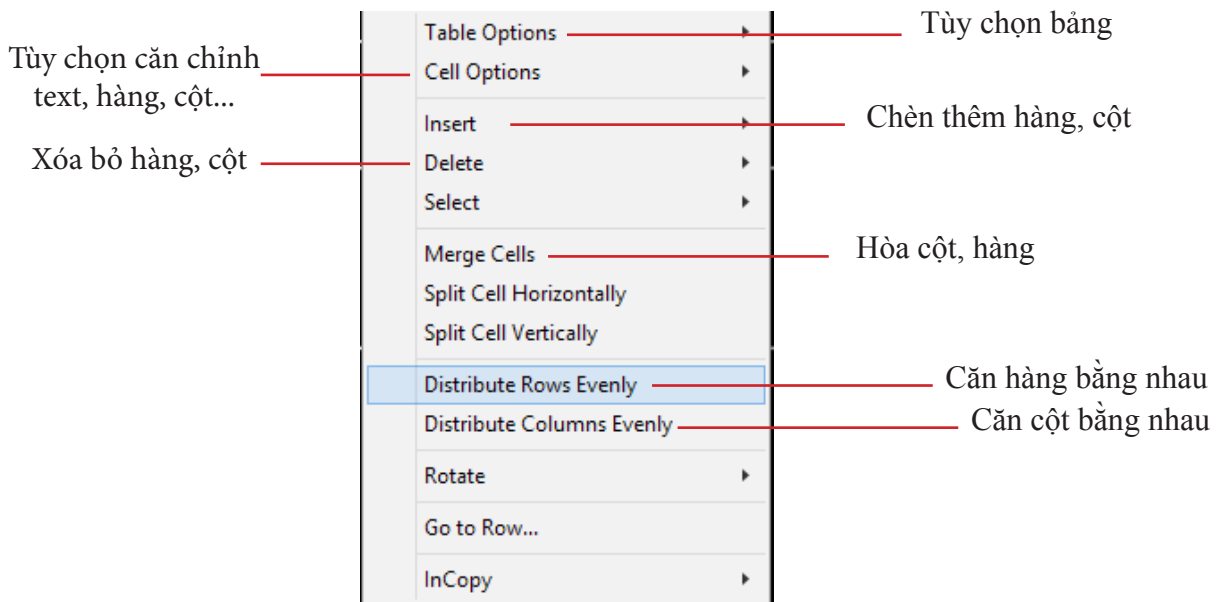 Table Options
Tùy chọn bảng
Tùy chọn căn chỉnh
text, hàng, cột...
Cell Options
Insert
Chèn thêm hàng, cột
Xóa bỏ hàng, cột
Delete
Select
Merge Cells
Hòa cột, hàng
Split Cell Horizontally
Split Cell Vertically
Distribute Rows Evenly
Căn hàng bằng nhau
Distribute Columns Evenly
Căn cột bằng nhau
Rotate
Go to Row...
InCopy